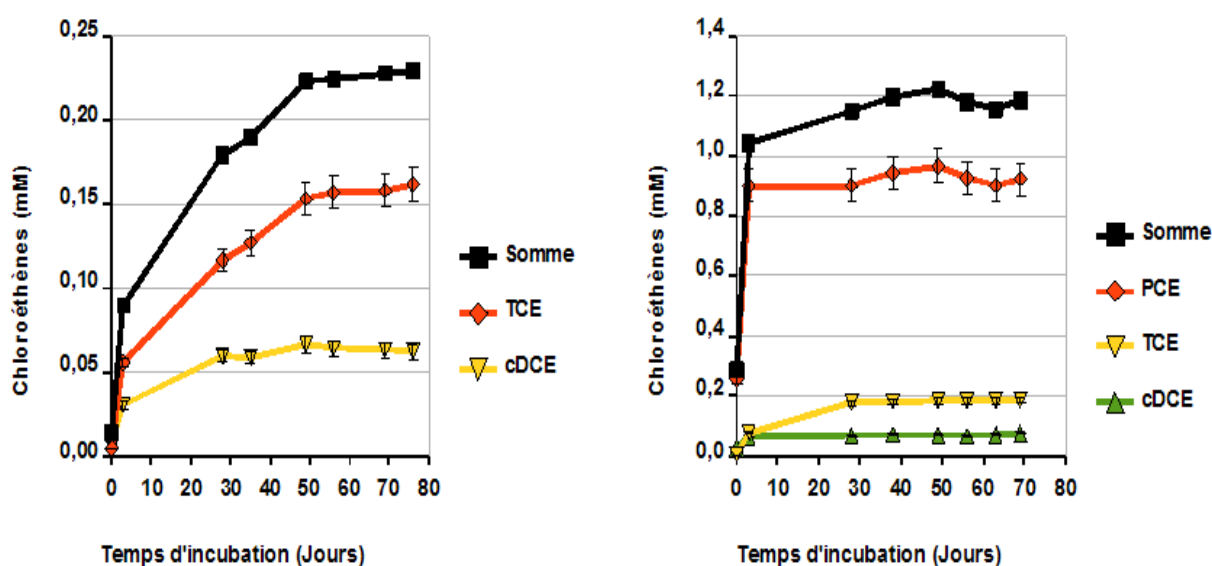 0,25
0,20
0,15
0,10
0,05
0,00
Chloroéthènes (mM)
0 10 20 30 40 50 60 70 80
Temps d'incubation (Jours)
Somme
TCE
cDCE
1,4
1,2
1,0
0,8
0,6
0,4
0,2
0,0
Chloroéthènes (mM)
0 10 20 30 40 50 60 70 80
Temps d'incubation (Jours)
Somme
PCE
TCE
cDCE